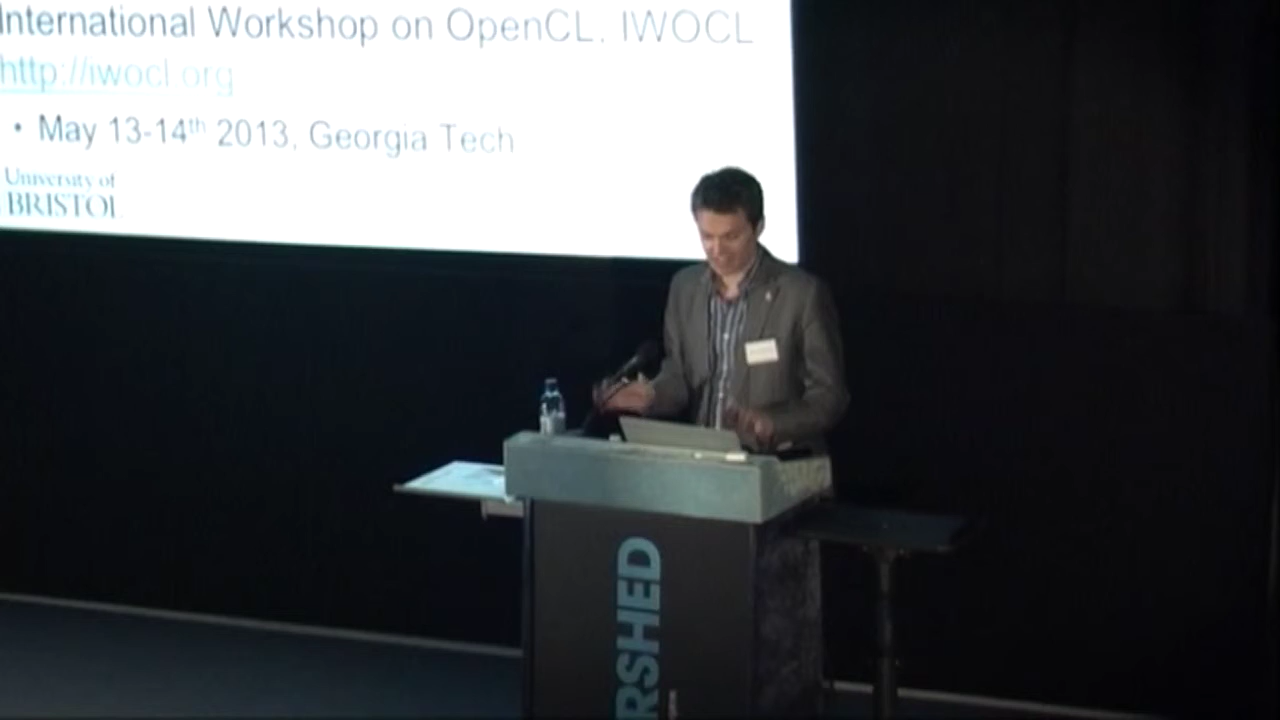 International Workshop on OpenCL, IWOCL
http://iwocl.org
• May 13-14th 2013, Georgia Tech
University of
BRISTOL
RSHED